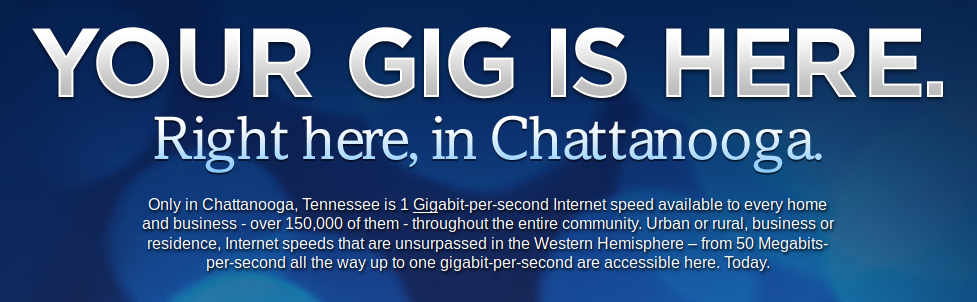 YOUR GIG IS HERE.
Right here, in Chattanooga.
Only in Chattanooga, Tennessee is 1 Gigabit-per-second Internet speed available to every home
and business - over 150,000 of them - throughout the entire community. Urban or rural, business or
residence, Internet speeds that are unsurpassed in the Western Hemisphere – from 50 Megabits-
per-second all the way up to one gigabit-per-second are accessible here. Today.